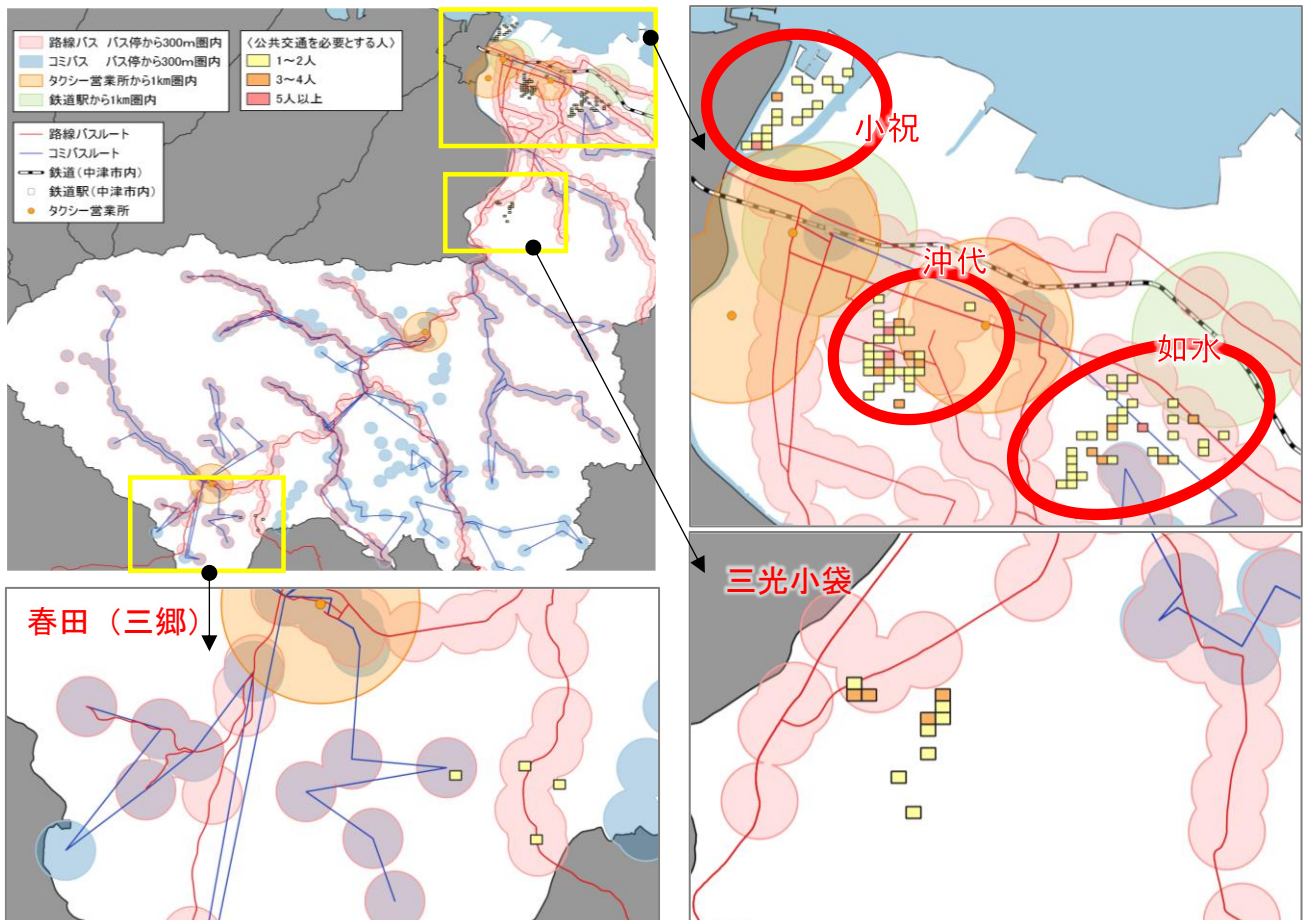 路線バス バス停から300m圏内
コミバス バス停から300m圏内
タクシー営業所から1km圏内
鉄道駅から1km圏内
〈公共交通を必要とする人〉
1～2人
3～4人
5人以上
路線バスルート
コミバスルート
鉄道(中津市内)
鉄道駅(中津市内)
タクシー営業所
小祝
沖代
如水
春田（三郷）
三光小袋